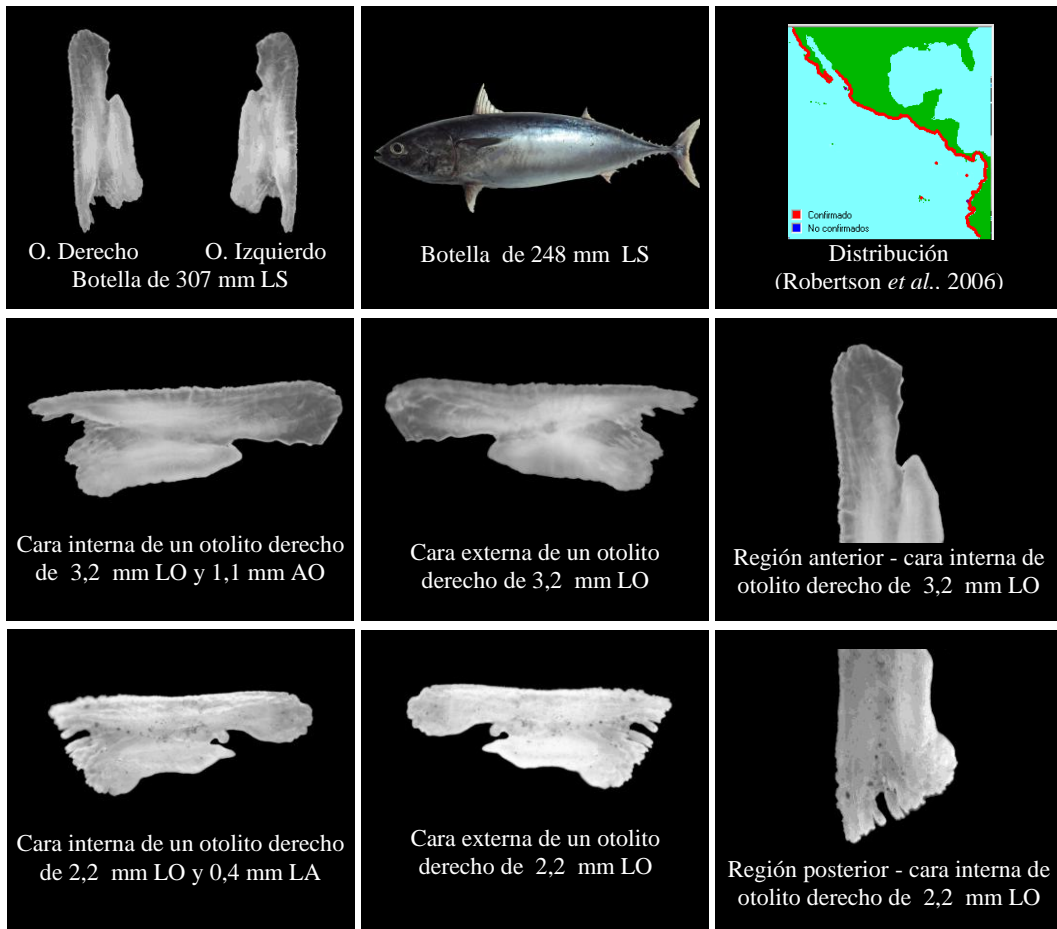 O. Derecho O. Izquierdo
Botella de 307 mm LS
Botella de 248 mm LS
Confirmado
No confirmados
Distribución
(Robertson et al.. 2006)
Cara interna de un otolito derecho
de 3,2 mm LO y 1,1 mm AO
Cara externa de un otolito
derecho de 3,2 mm LO
Región anterior - cara interna de
otolito derecho de 3,2 mm LO
Cara interna de un otolito derecho
de 2,2 mm LO y 0,4 mm LA
Cara externa de un otolito
derecho de 2,2 mm LO
Región posterior - cara interna de
otolito derecho de 2,2 mm LO